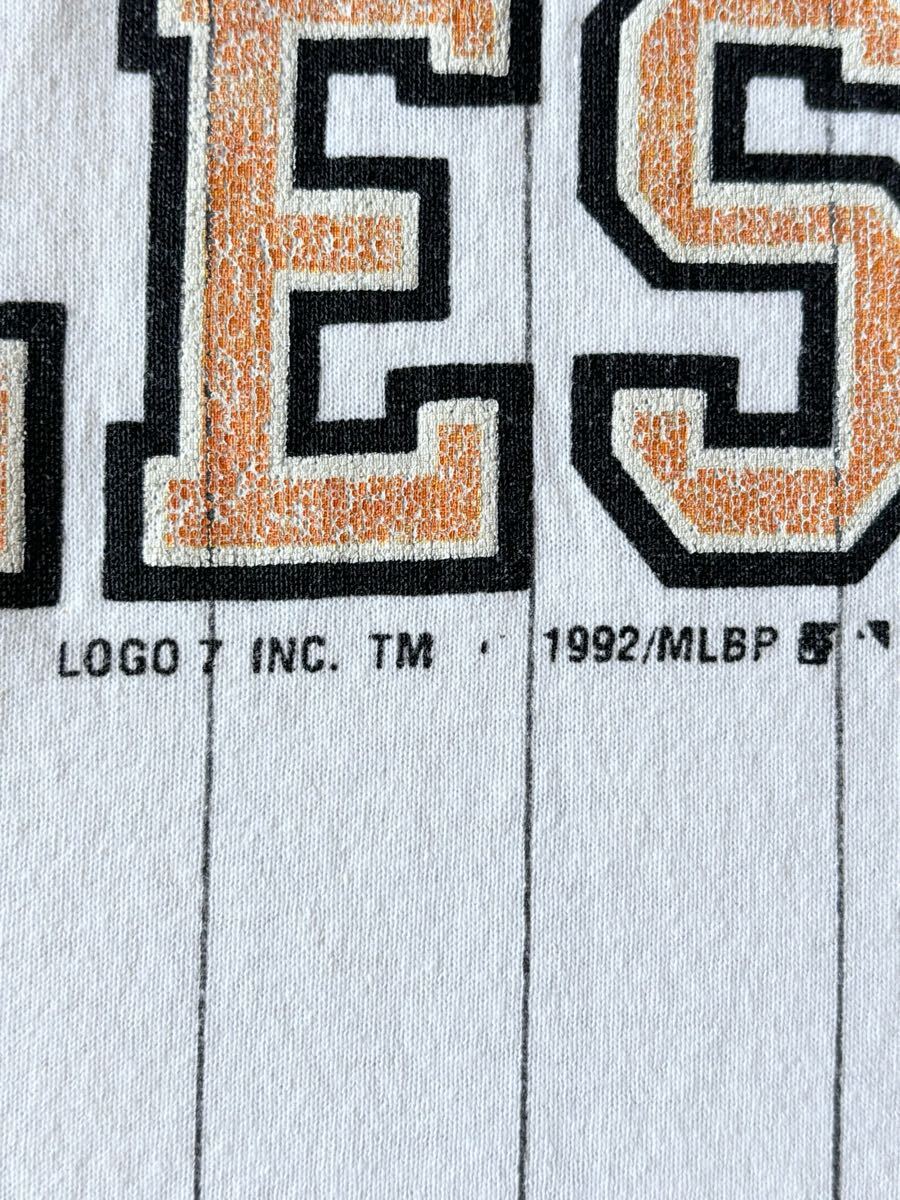 ES
LOGO 7 INC. TM 1992/MLBP